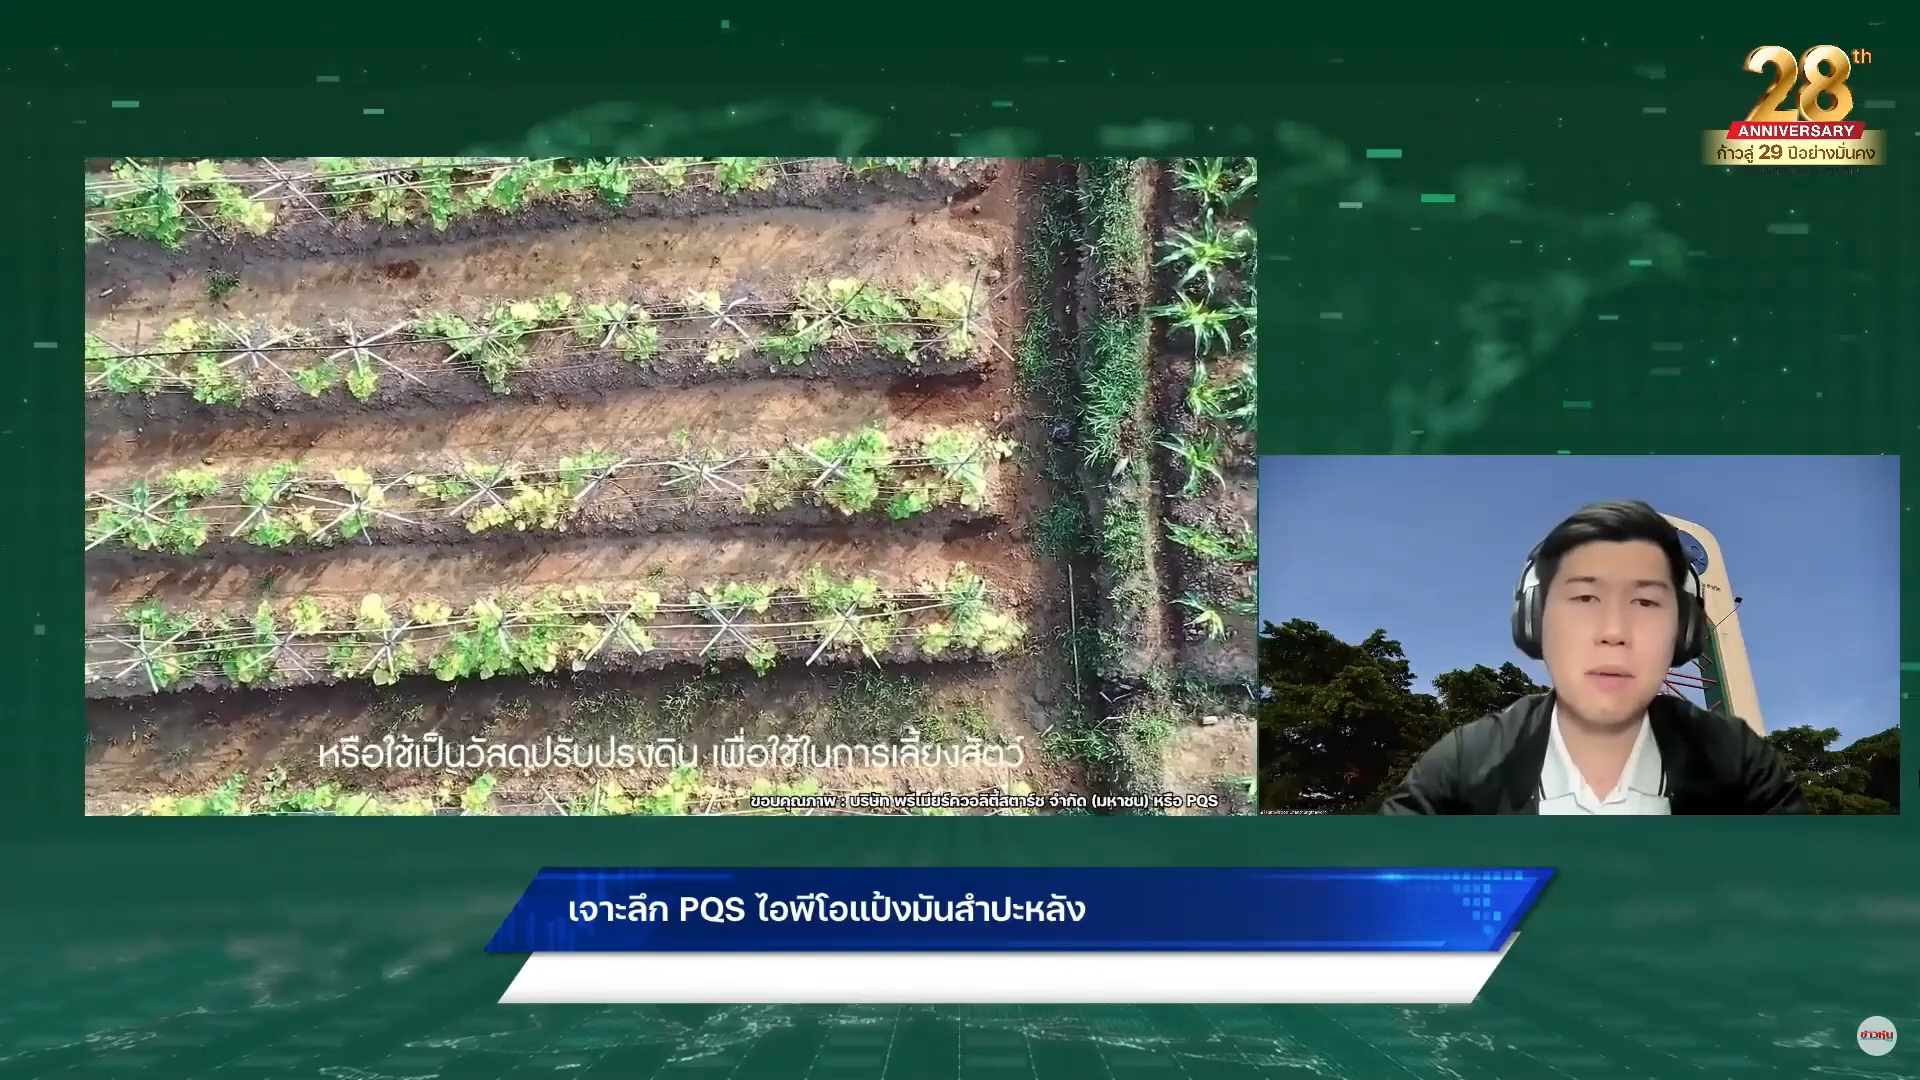 28th
ANNIVERSARY
ก้าวสู่ 29 ปีอย่างมั่นคง
หรือใช้เป็นวัสดุปรับปรุงดิน เพื่อใช้ในการเลี้ยงสัตว์
ขอบคุณภาพ : บริษัท พรีเมียร์ควอลิตี้สตาร์ช จำกัด (มหาชน) หรือ PQS
เจาะลึก PQS ไอพีโอแป้งมันสำปะหลัง
ข่าวหุ้น